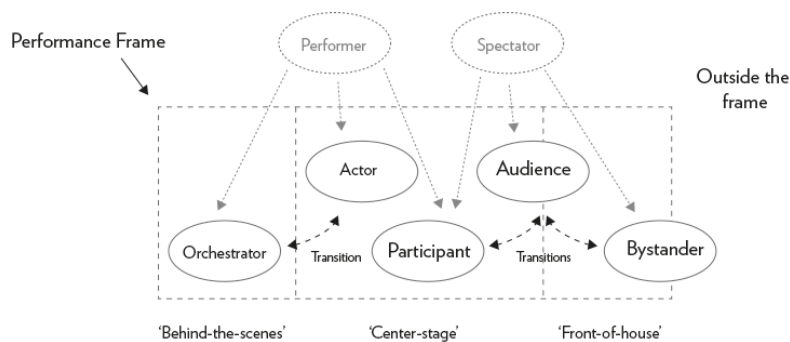 Performance Frame
Performer
Spectator
Outside the
frame
Actor
Audience
Orchestrator
Transition
Participant
Transitions
Bystander
‘Behind-the-scenes’
‘Center-stage’
‘Front-of-house’